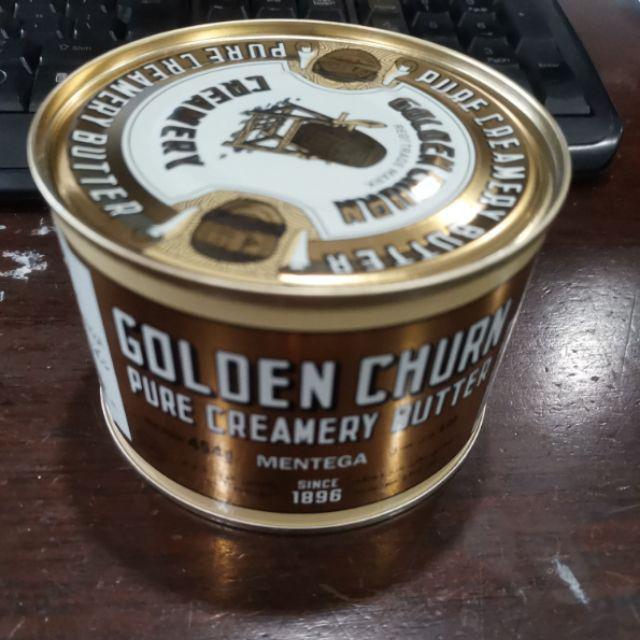 PURE CREAMERY BUTTER
PURE CREAMERY BUTTER
GOLDEN CHURN
CREAMERY
GOLDEN CHURN
PURE CREAMERY BUTTER
454g
MENTEGA
SINCE
1896